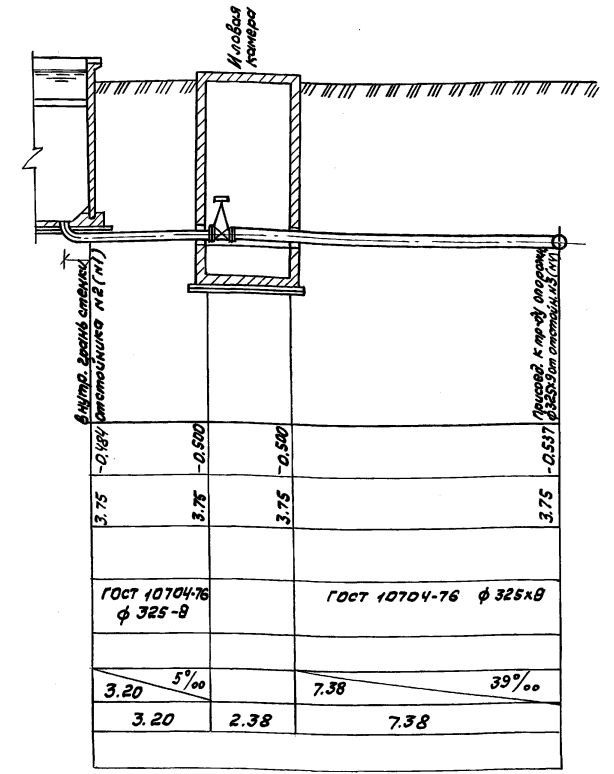 Иловая
камера
Внутр. грань стенки
отстойника N2 (N1)
Присоед. к тр-ду опорожн.
ф325х9 от отстойн. N3(N4)
-0,484
-0,500
-0,500
-0,537
3.75
3.75
3.75
3.75
ГОСТ 10704-76
ф 325-8
ГОСТ 10704-76 ф 325х8
3.20 5‰
7.38 39‰
3.20 2.38 7.38